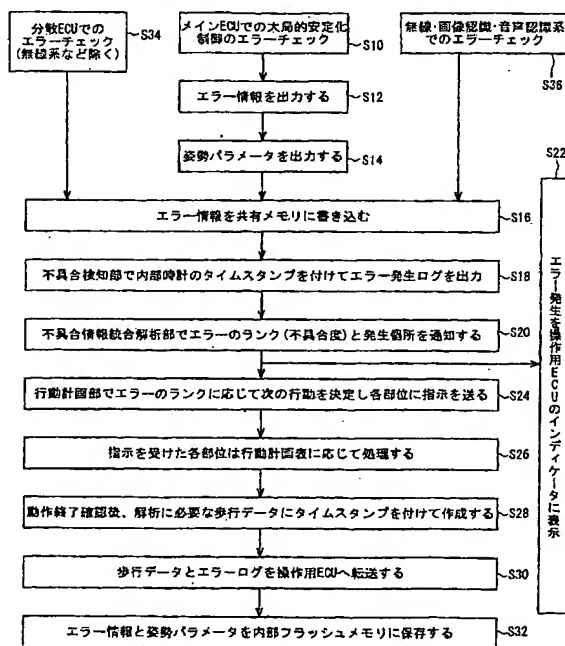 分散ECUでの
エラーチェック
(無線系など除く)
S34
メインECUでの大局的安定化
制御のエラーチェック
S10
無線・画像認識・音声認識系
でのエラーチェック
S36
エラー情報を出力する
S12
姿勢パラメータを出力する
S14
エラー情報を共有メモリに書き込む
S16
不具合検知部で内部時計のタイムスタンプを付けてエラー発生ログを出力
S18
不具合情報統合解析部でエラーのランク(不具合度)と発生個所を通知する
S20
S22
エラー発生を操作用ECUのインディケータに表示
行動計画部でエラーのランクに応じて次の行動を決定し各部位に指示を送る
S24
指示を受けた各部位は行動計画表に応じて処理する
S26
動作終了確認後、解析に必要な歩行データにタイムスタンプを付けて作成する
S28
歩行データとエラーログを操作用ECUへ転送する
S30
エラー情報と姿勢パラメータを内部フラッシュメモリに保存する
S32